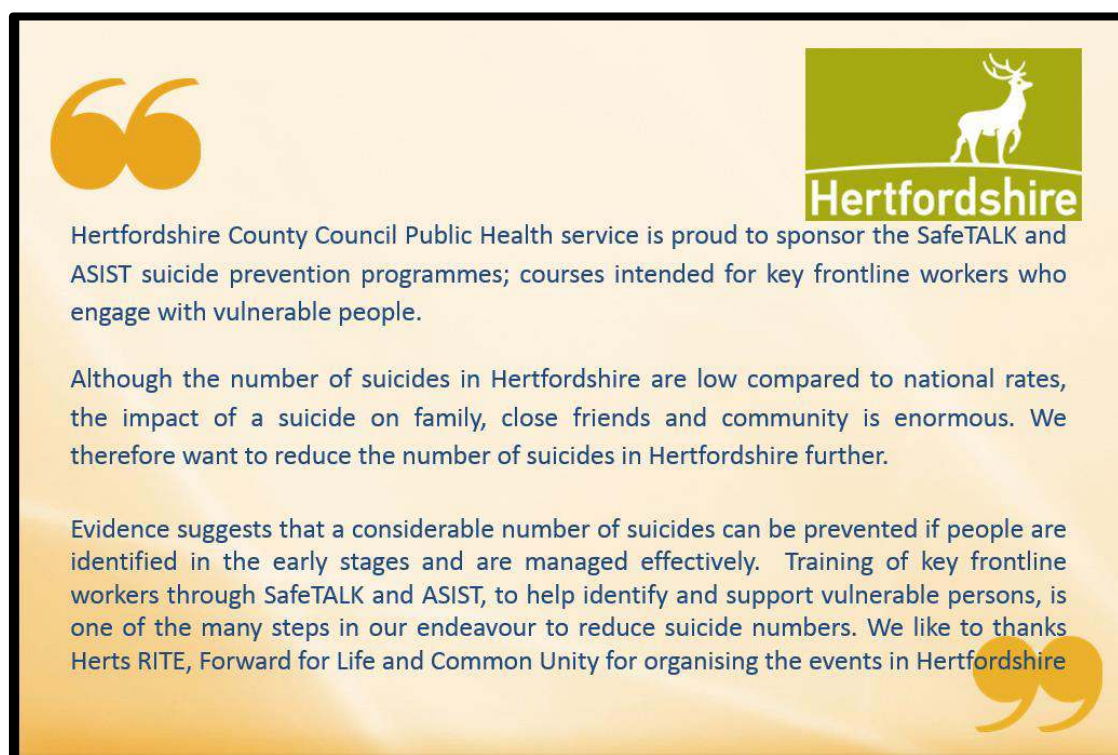 Hertfordshire
Hertfordshire County Council Public Health service is proud to sponsor the SafeTALK and
ASIST suicide prevention programmes; courses intended for key frontline workers who
engage with vulnerable people.
Although the number of suicides in Hertfordshire are low compared to national rates,
the impact of a suicide on family, close friends and community is enormous. We
therefore want to reduce the number of suicides in Hertfordshire further.
Evidence suggests that a considerable number of suicides can be prevented if people are
identified in the early stages and are managed effectively.  Training of key frontline
workers through SafeTALK and ASIST, to help identify and support vulnerable persons, is
one of the many steps in our endeavour to reduce suicide numbers. We like to thanks
Herts RITE, Forward for Life and Common Unity for organising the events in Hertfordshire